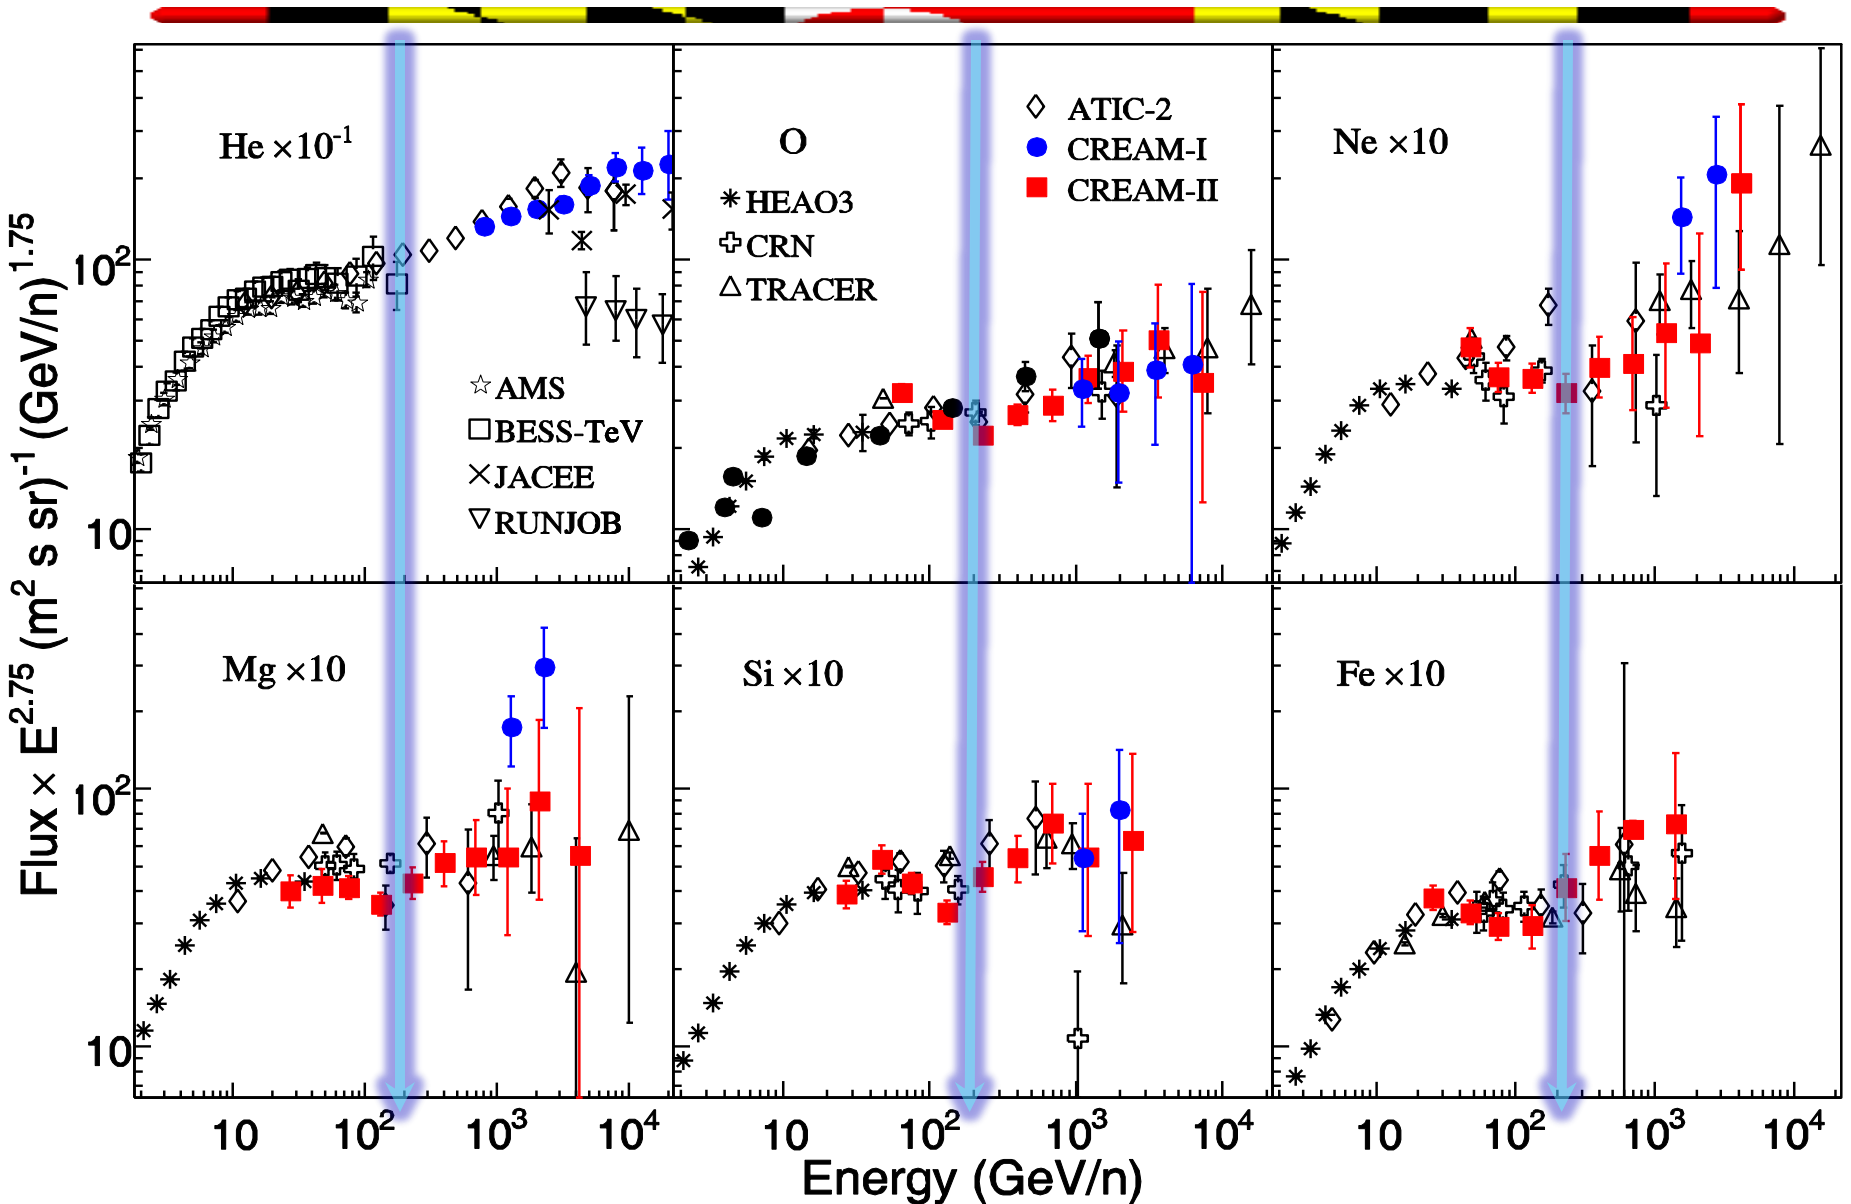 He ×10⁻¹
O
Ne ×10
ATIC-2
CREAM-I
CREAM-II
HEAO3
CRN
TRACER
AMS
BESS-TeV
JACEE
RUNJOB
10²
10
Mg ×10
Si ×10
Fe ×10
10²
10
Flux × E²·⁷⁵ (m² s sr)⁻¹ (GeV/n)¹·⁷⁵
10 10² 10³ 10⁴ 10 10² 10³ 10⁴ 10 10² 10³ 10⁴
Energy (GeV/n)